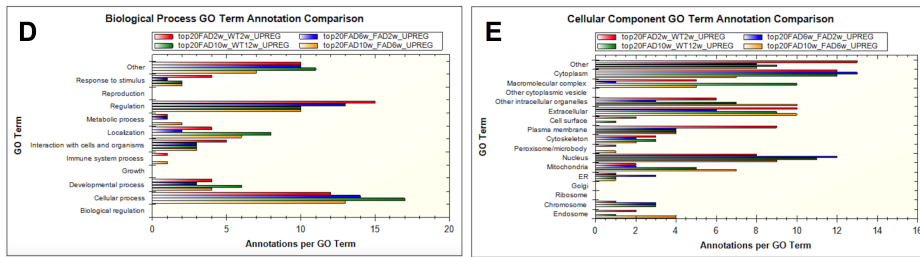 D
Biological Process GO Term Annotation Comparison
top20FAD2w_WT2w_UPREG top20FAD6w_FAD2w_UPREG
top20FAD10w_WT12w_UPREG top20FAD10w_FAD6w_UPREG
GO Term
Other
Response to stimulus
Reproduction
Regulation
Metabolic process
Localization
Interaction with cells and organisms
Immune system process
Growth
Developmental process
Cellular process
Biological regulation
0 5 10 15 20
Annotations per GO Term
E
Cellular Component GO Term Annotation Comparison
top20FAD2w_WT2w_UPREG top20FAD6w_FAD2w_UPREG
top20FAD10w_WT12w_UPREG top20FAD10w_FAD6w_UPREG
GO Term
Other
Cytoplasm
Macromolecular complex
Other cytoplasmic vesicle
Other intracellular organelles
Extracellular
Cell surface
Plasma membrane
Cytoskeleton
Peroxisome/microbody
Nucleus
Mitochondria
ER
Golgi
Ribosome
Chromosome
Endosome
0 2 4 6 8 10 12 14 16
Annotations per GO Term